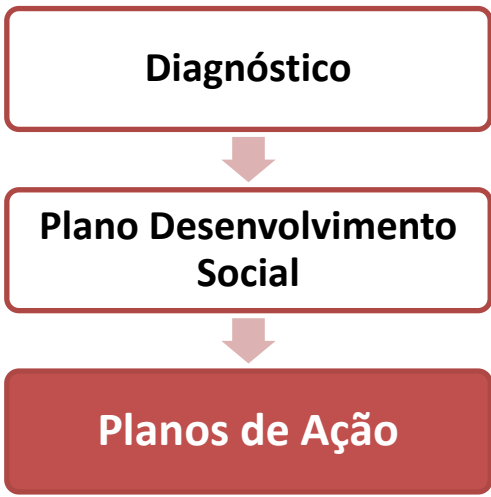 Diagnóstico
Plano Desenvolvimento
Social
Planos de Ação